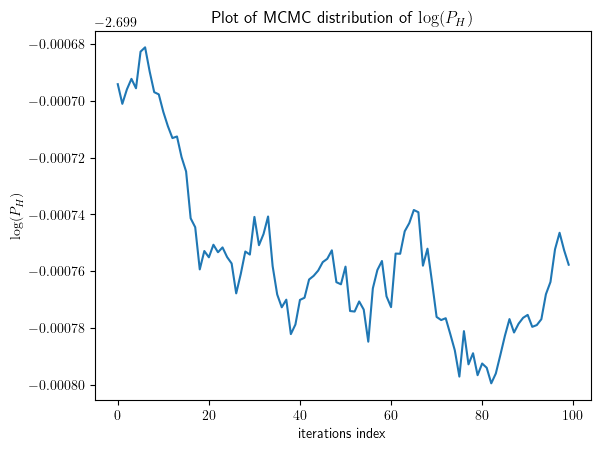 Plot of MCMC distribution of log(P_H)
−2.699
−0.00068
−0.00070
−0.00072
−0.00074
−0.00076
−0.00078
−0.00080
log(P_H)
0 20 40 60 80 100
iterations index